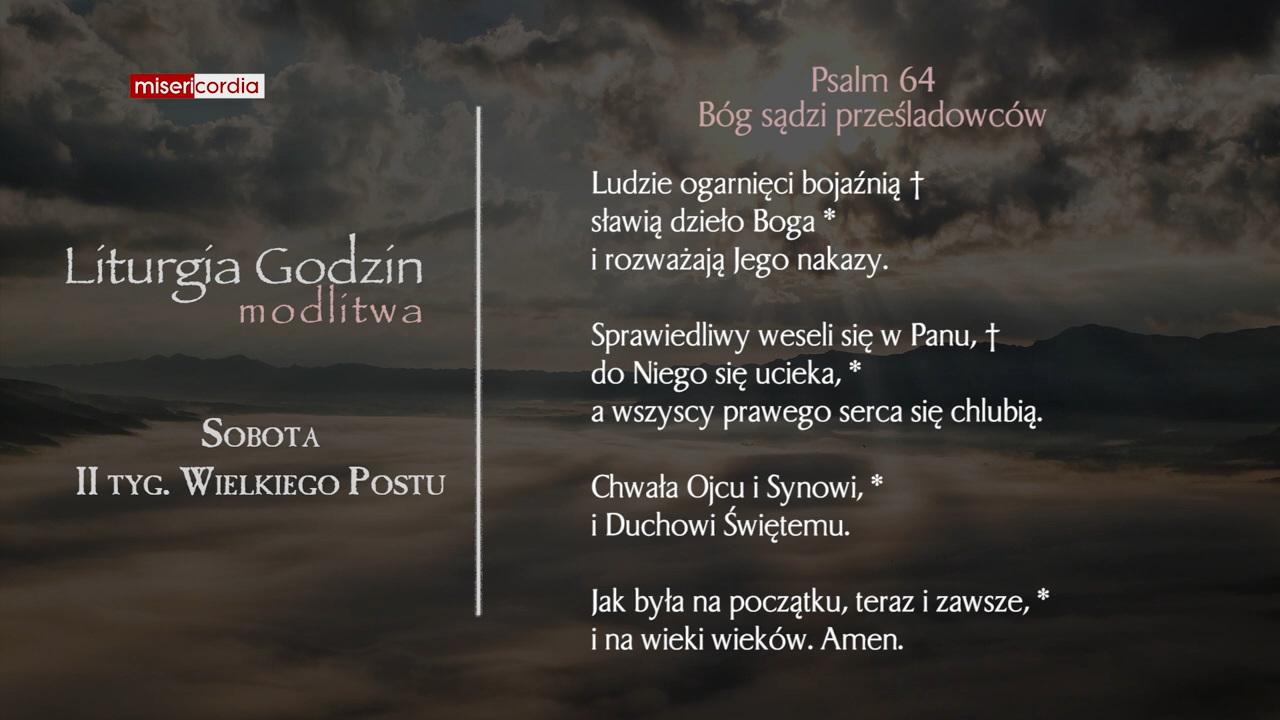 misericordia
Liturgia Godzin
modlitwa
Sobota
II tyg. Wielkiego Postu
Psalm 64
Bóg sądzi prześladowców
Ludzie ogarnięci bojaźnią †
sławią dzieło Boga *
i rozważają Jego nakazy.
Sprawiedliwy weseli się w Panu, †
do Niego się ucieka, *
a wszyscy prawego serca się chlubią.
Chwała Ojcu i Synowi, *
i Duchowi Świętemu.
Jak była na początku, teraz i zawsze, *
i na wieki wieków. Amen.